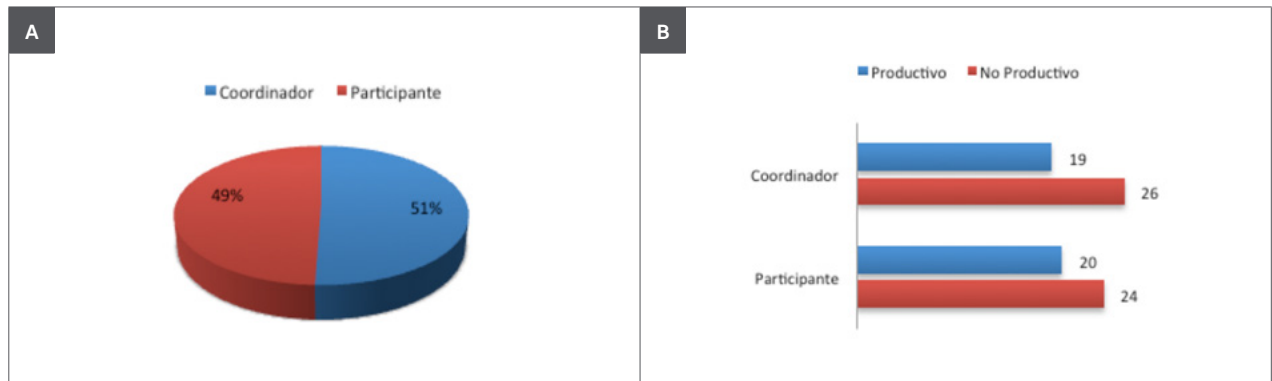 A
Coordinador Participante
49%
51%
B
Productivo No Productivo
Coordinador
19
26
Participante
20
24